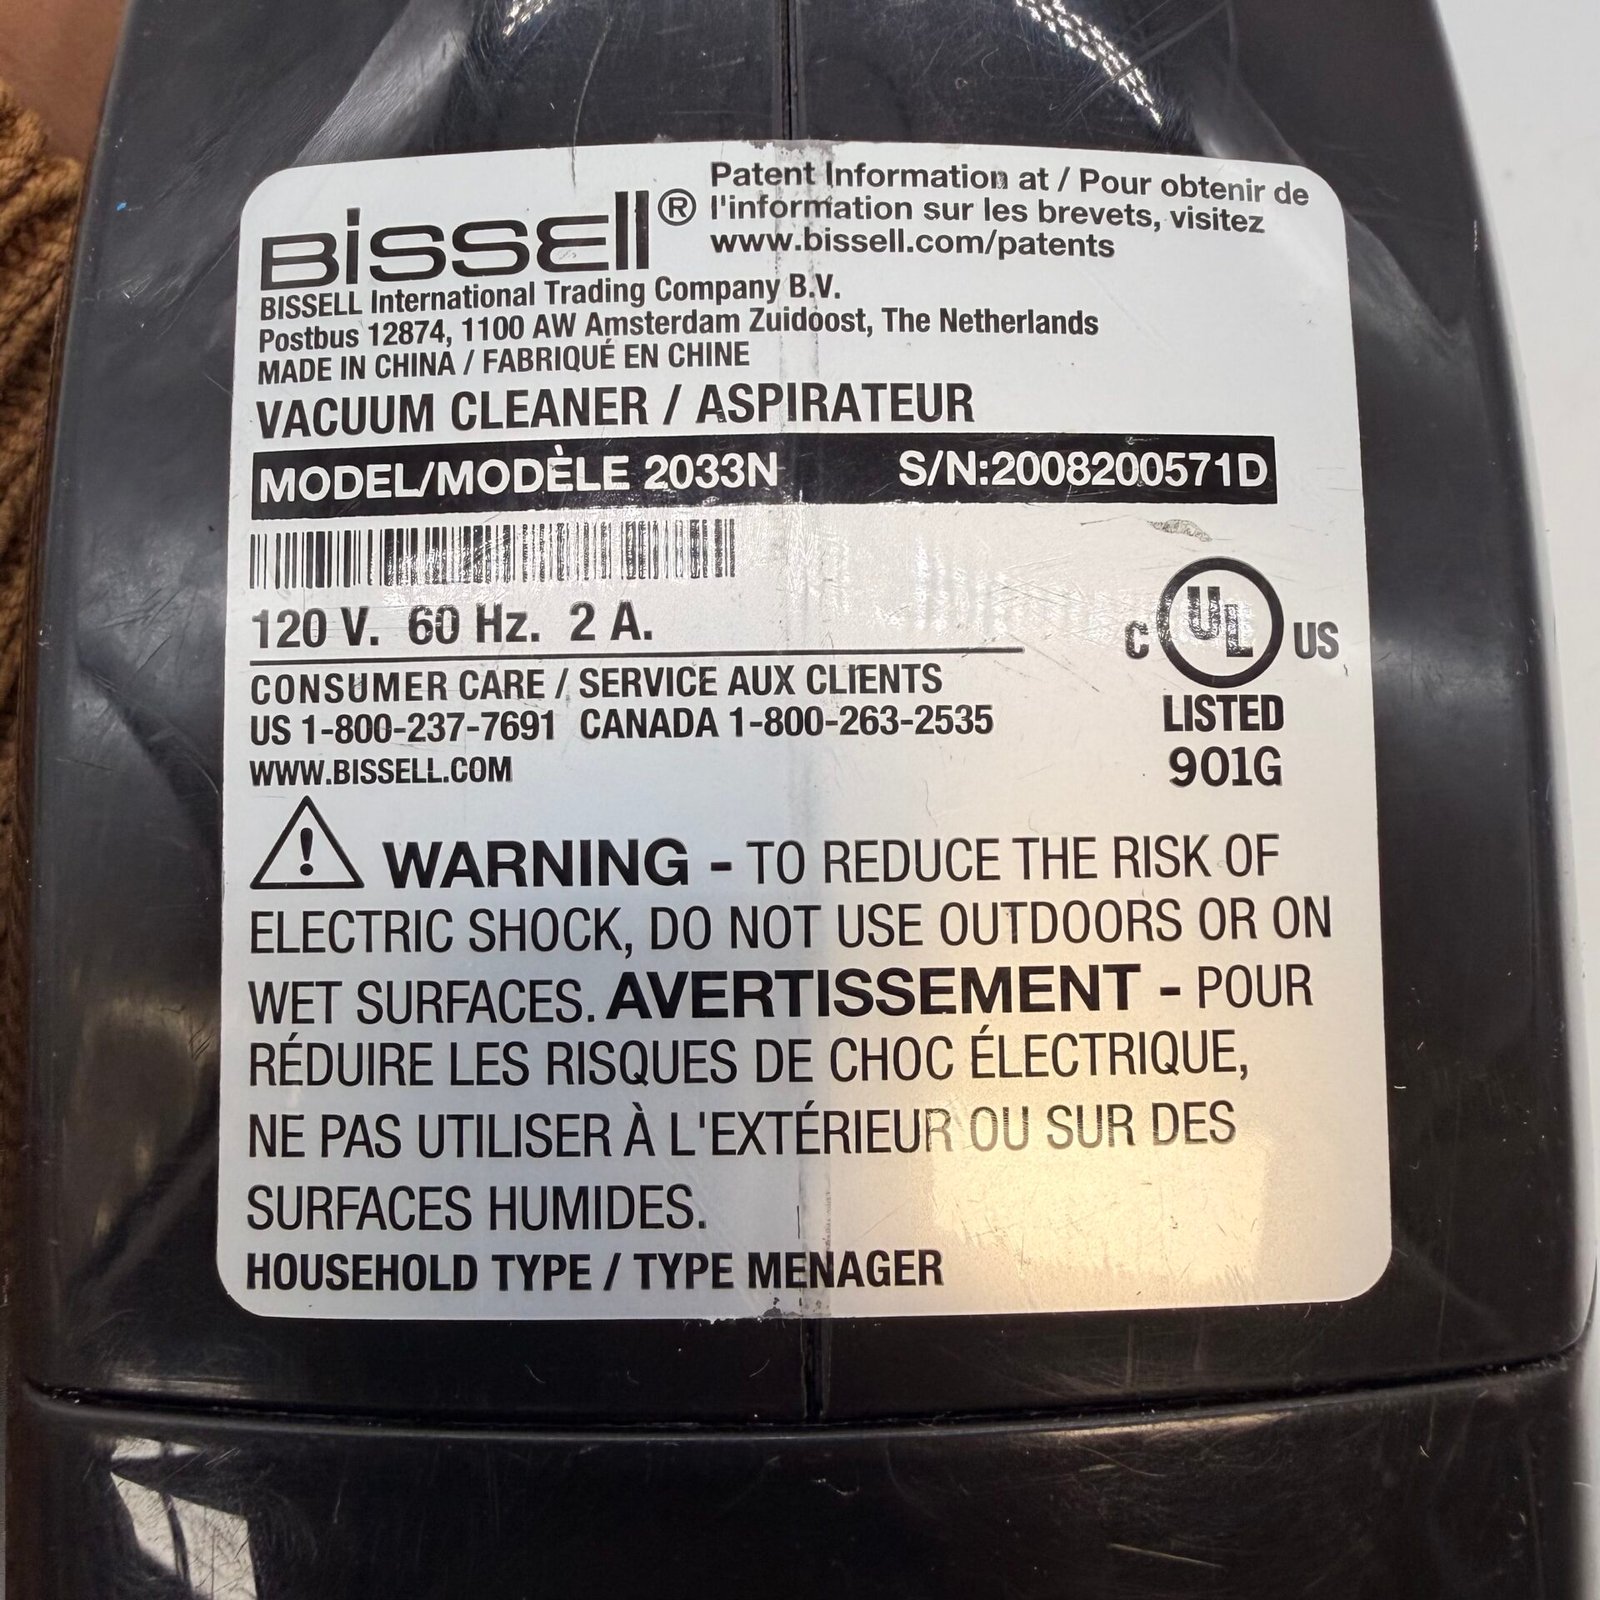 BISSELL®
Patent Information at / Pour obtenir de
l'information sur les brevets, visitez
www.bissell.com/patents
BISSELL International Trading Company B.V.
Postbus 12874, 1100 AW Amsterdam Zuidoost, The Netherlands
MADE IN CHINA / FABRIQUÉ EN CHINE
VACUUM CLEANER / ASPIRATEUR
MODEL/MODÈLE 2033N S/N:2008200571D
120 V. 60 Hz. 2 A.
C UL US
LISTED
901G
CONSUMER CARE / SERVICE AUX CLIENTS
US 1-800-237-7691 CANADA 1-800-263-2535
WWW.BISSELL.COM
WARNING - TO REDUCE THE RISK OF
ELECTRIC SHOCK, DO NOT USE OUTDOORS OR ON
WET SURFACES. AVERTISSEMENT - POUR
RÉDUIRE LES RISQUES DE CHOC ÉLECTRIQUE,
NE PAS UTILISER À L'EXTÉRIEUR OU SUR DES
SURFACES HUMIDES.
HOUSEHOLD TYPE / TYPE MENAGER